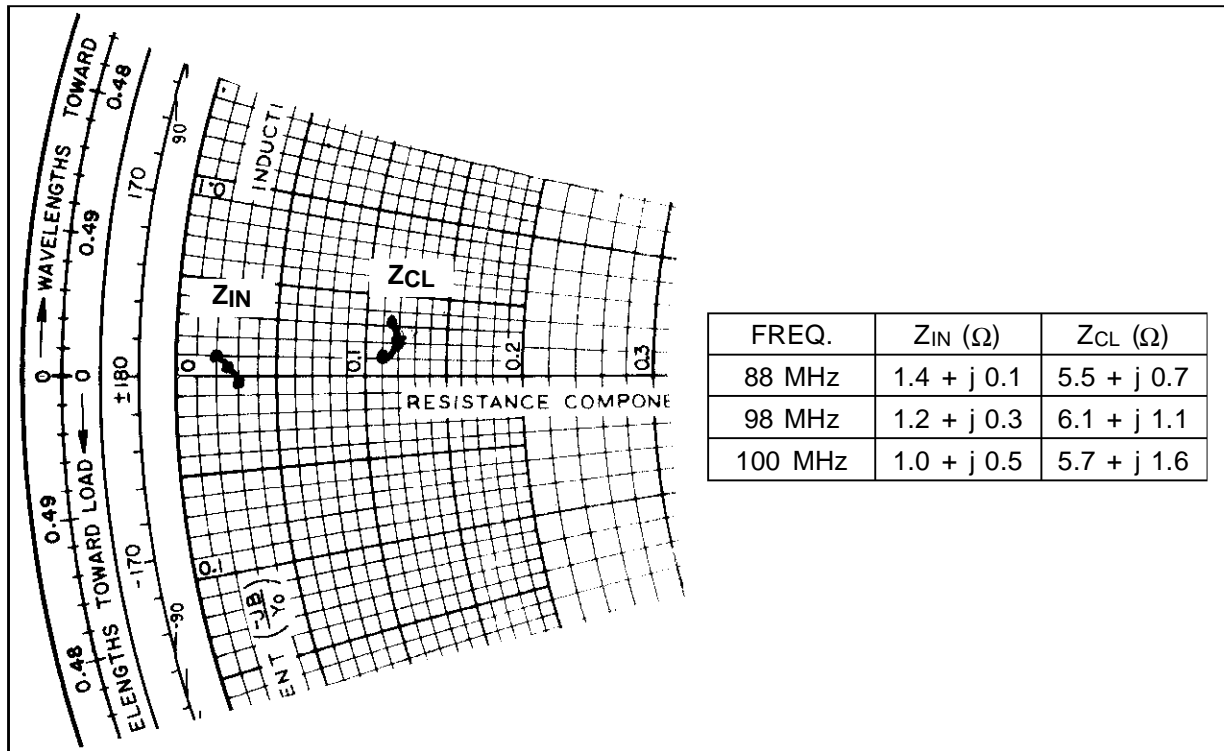 WAVELENGTHS TOWARD
ELENGTHS TOWARD LOAD
0
0
0.49
0.48
0.48
0.49
0.48
±180
170
-170
90
-90
1.0
0.1
INDUCTI
ENT (-JB/Yo)
ZIN
ZCL
0
0.1
0.2
0.3
RESISTANCE COMPONE
FREQ. ZIN (Ω) ZCL (Ω)
88 MHz 1.4 + j 0.1 5.5 + j 0.7
98 MHz 1.2 + j 0.3 6.1 + j 1.1
100 MHz 1.0 + j 0.5 5.7 + j 1.6